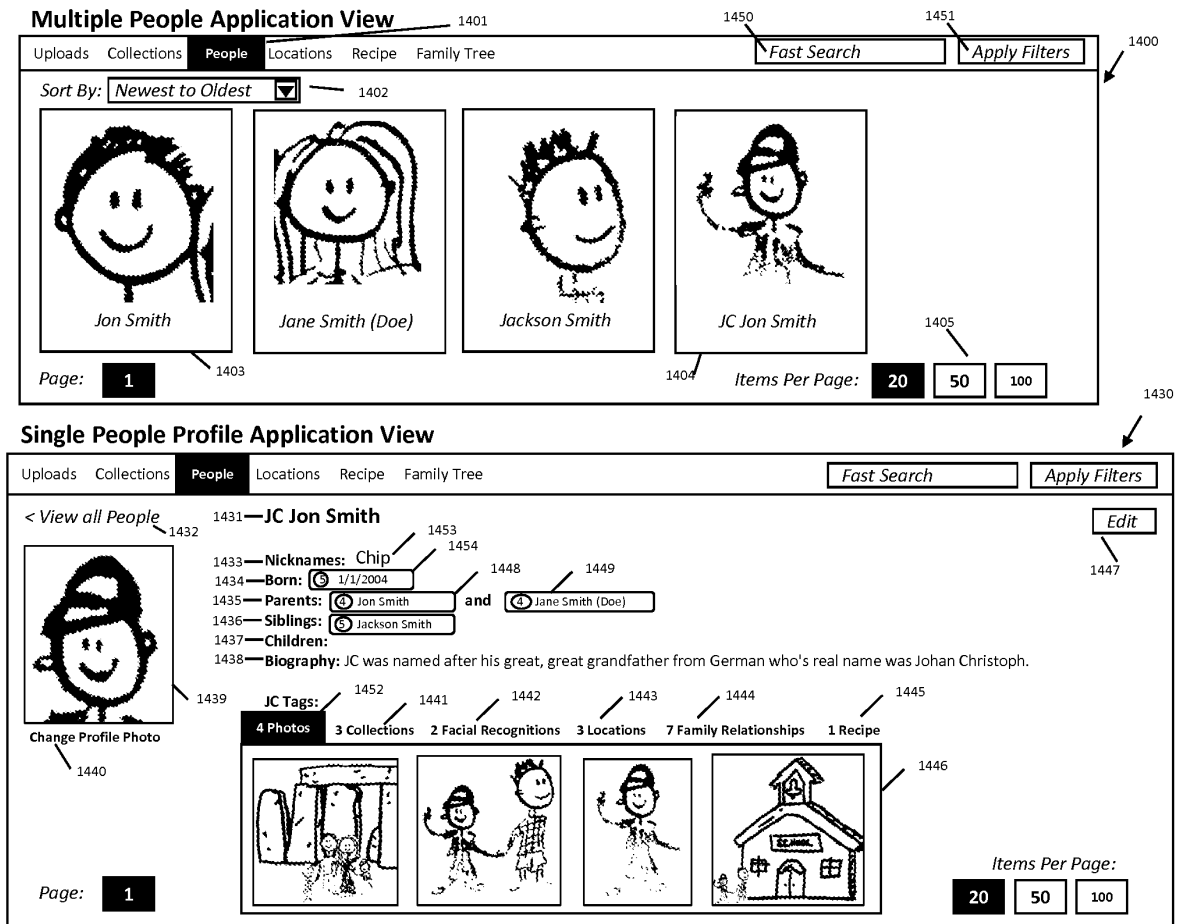 Multiple People Application View
1401
1450
1451
1400
Uploads Collections People Locations Recipe Family Tree Fast Search Apply Filters
Sort By: Newest to Oldest 1402
Jon Smith Jane Smith (Doe) Jackson Smith JC Jon Smith
1403 1404 1405
Page: 1 Items Per Page: 20 50 100
1430
Single People Profile Application View
Uploads Collections People Locations Recipe Family Tree Fast Search Apply Filters
< View all People 1432
1431 JC Jon Smith Edit
1447
1433 Nicknames: Chip 1453
1434 Born: 5 1/1/2004 1454
1435 Parents: 4 Jon Smith 1448 and 4 Jane Smith (Doe) 1449
1436 Siblings: 5 Jackson Smith
1437 Children:
1438 Biography: JC was named after his great, great grandfather from German who's real name was Johan Christoph.
1439
Change Profile Photo
1440
JC Tags: 1452 1441 1442 1443 1444 1445
4 Photos 3 Collections 2 Facial Recognitions 3 Locations 7 Family Relationships 1 Recipe
1446
SCHOOL
Page: 1 Items Per Page:
20 50 100